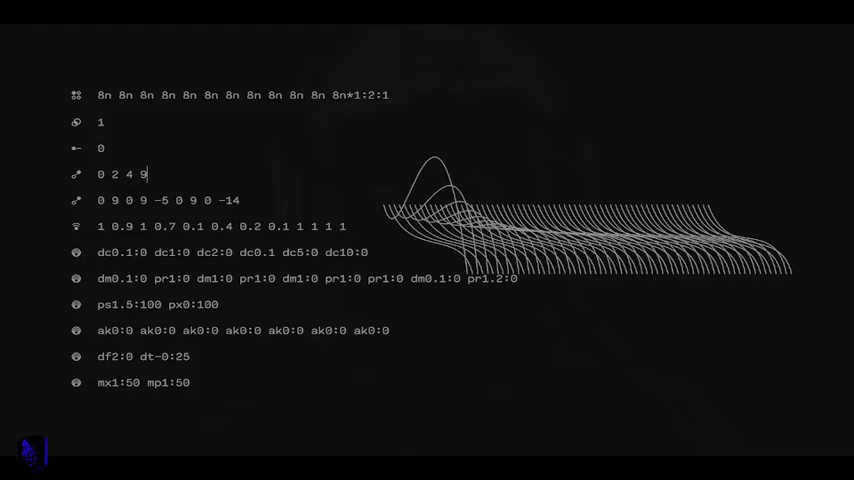 8n 8n 8n 8n 8n 8n 8n 8n 8n 8n 8n 8n*1:2:1
1
0
0 2 4 9
0 9 0 9 -5 0 9 0 -14
1 0.9 1 0.7 0.1 0.4 0.2 0.1 1 1 1 1
dc0.1:0 dc1:0 dc2:0 dc0.1 dc5:0 dc10:0
dm0.1:0 pr1:0 dm1:0 pr1:0 dm1:0 pr1:0 pr1:0 dm0.1:0 pr1.2:0
ps1.5:100 px0:100
ak0:0 ak0:0 ak0:0 ak0:0 ak0:0 ak0:0 ak0:0
df2:0 dt-0:25
mx1:50 mp1:50